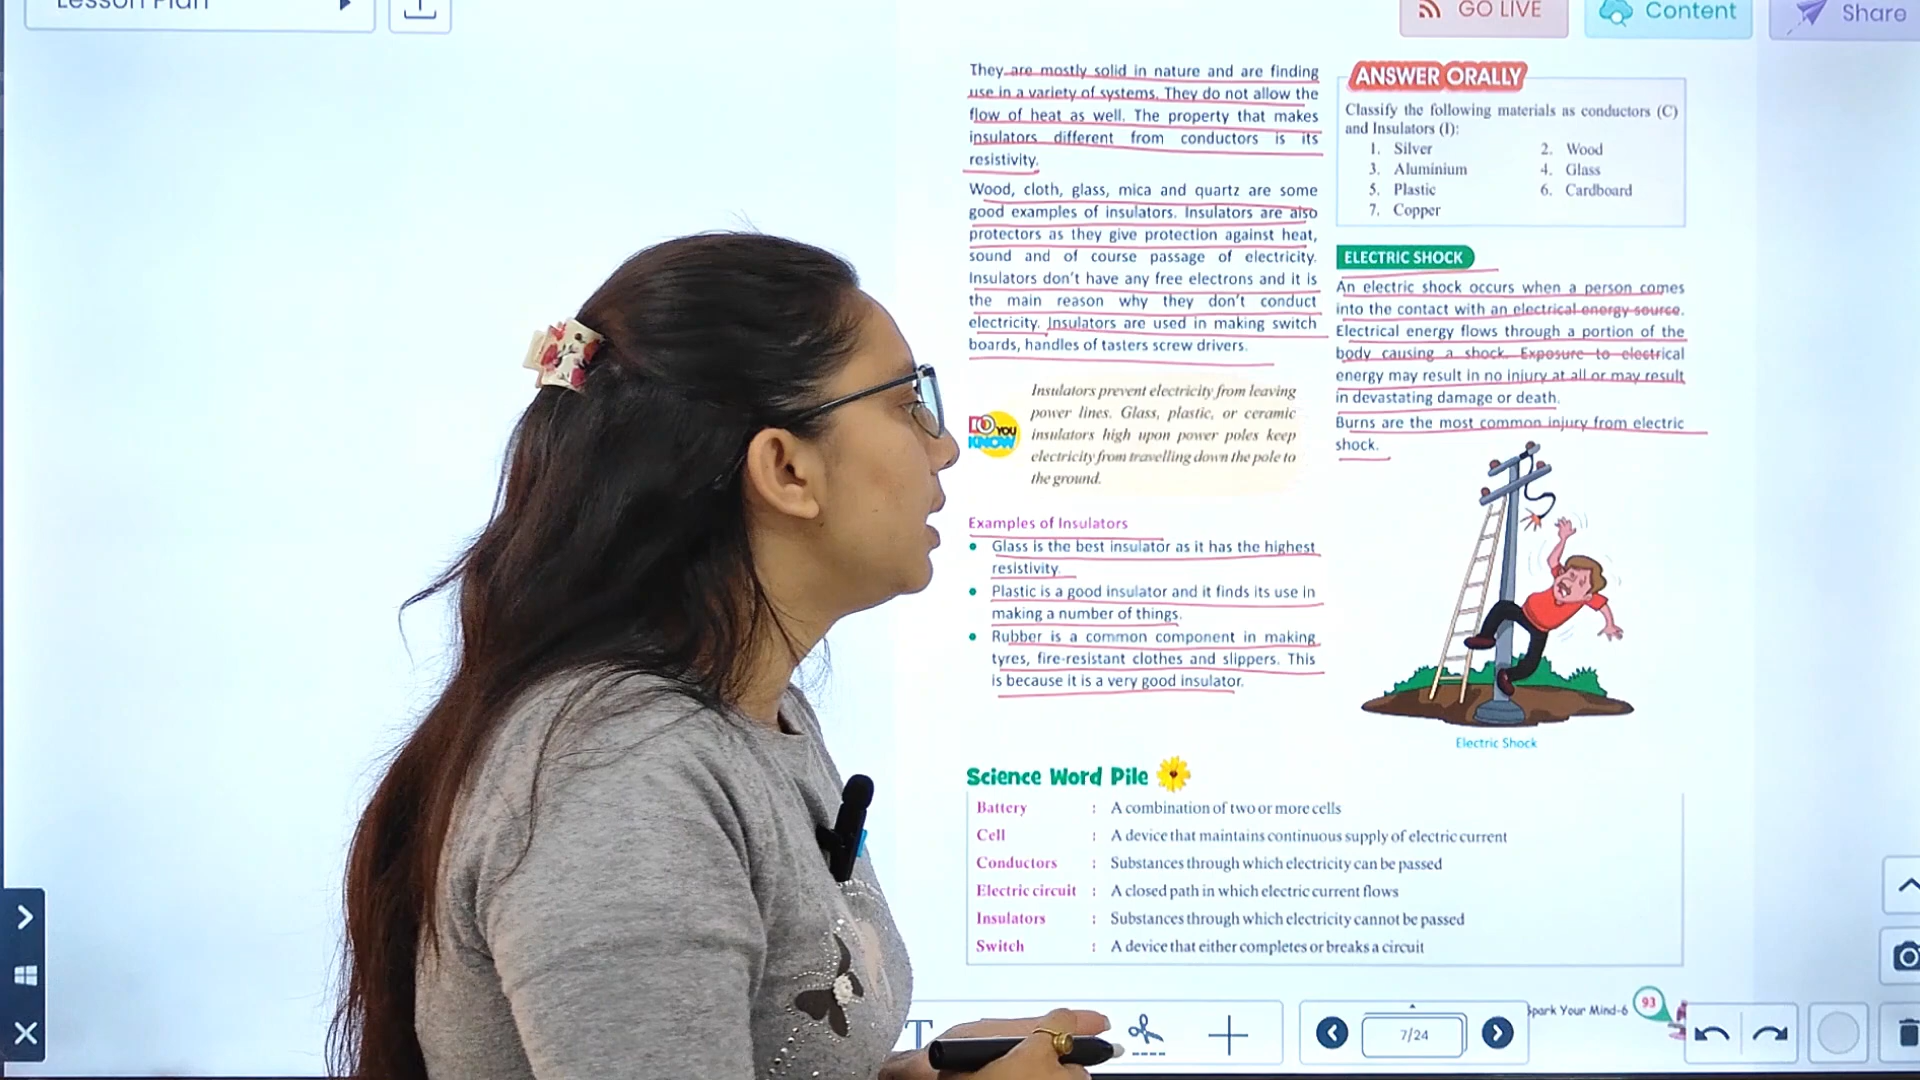 Lesson Plan
GO LIVE
Content
Share
They are mostly solid in nature and are finding
use in a variety of systems. They do not allow the
flow of heat as well. The property that makes
insulators different from conductors is its
resistivity.
Wood, cloth, glass, mica and quartz are some
good examples of insulators. Insulators are also
protectors as they give protection against heat,
sound and of course passage of electricity.
Insulators don't have any free electrons and it is
the main reason why they don't conduct
electricity. Insulators are used in making switch
boards, handles of tasters screw drivers.
DO YOU
KNOW
Insulators prevent electricity from leaving
power lines. Glass, plastic, or ceramic
insulators high upon power poles keep
electricity from travelling down the pole to
the ground.
Examples of Insulators
• Glass is the best insulator as it has the highest
resistivity.
• Plastic is a good insulator and it finds its use in
making a number of things.
• Rubber is a common component in making
tyres, fire-resistant clothes and slippers. This
is because it is a very good insulator.
ANSWER ORALLY
Classify the following materials as conductors (C)
and Insulators (I):
1. Silver 2. Wood
3. Aluminium 4. Glass
5. Plastic 6. Cardboard
7. Copper
ELECTRIC SHOCK
An electric shock occurs when a person comes
into the contact with an electrical energy source.
Electrical energy flows through a portion of the
body causing a shock. Exposure to electrical
energy may result in no injury at all or may result
in devastating damage or death.
Burns are the most common injury from electric
shock.
Electric Shock
Science Word Pile
Battery : A combination of two or more cells
Cell : A device that maintains continuous supply of electric current
Conductors : Substances through which electricity can be passed
Electric circuit : A closed path in which electric current flows
Insulators : Substances through which electricity cannot be passed
Switch : A device that either completes or breaks a circuit
Spark Your Mind-6 93
T
7/24